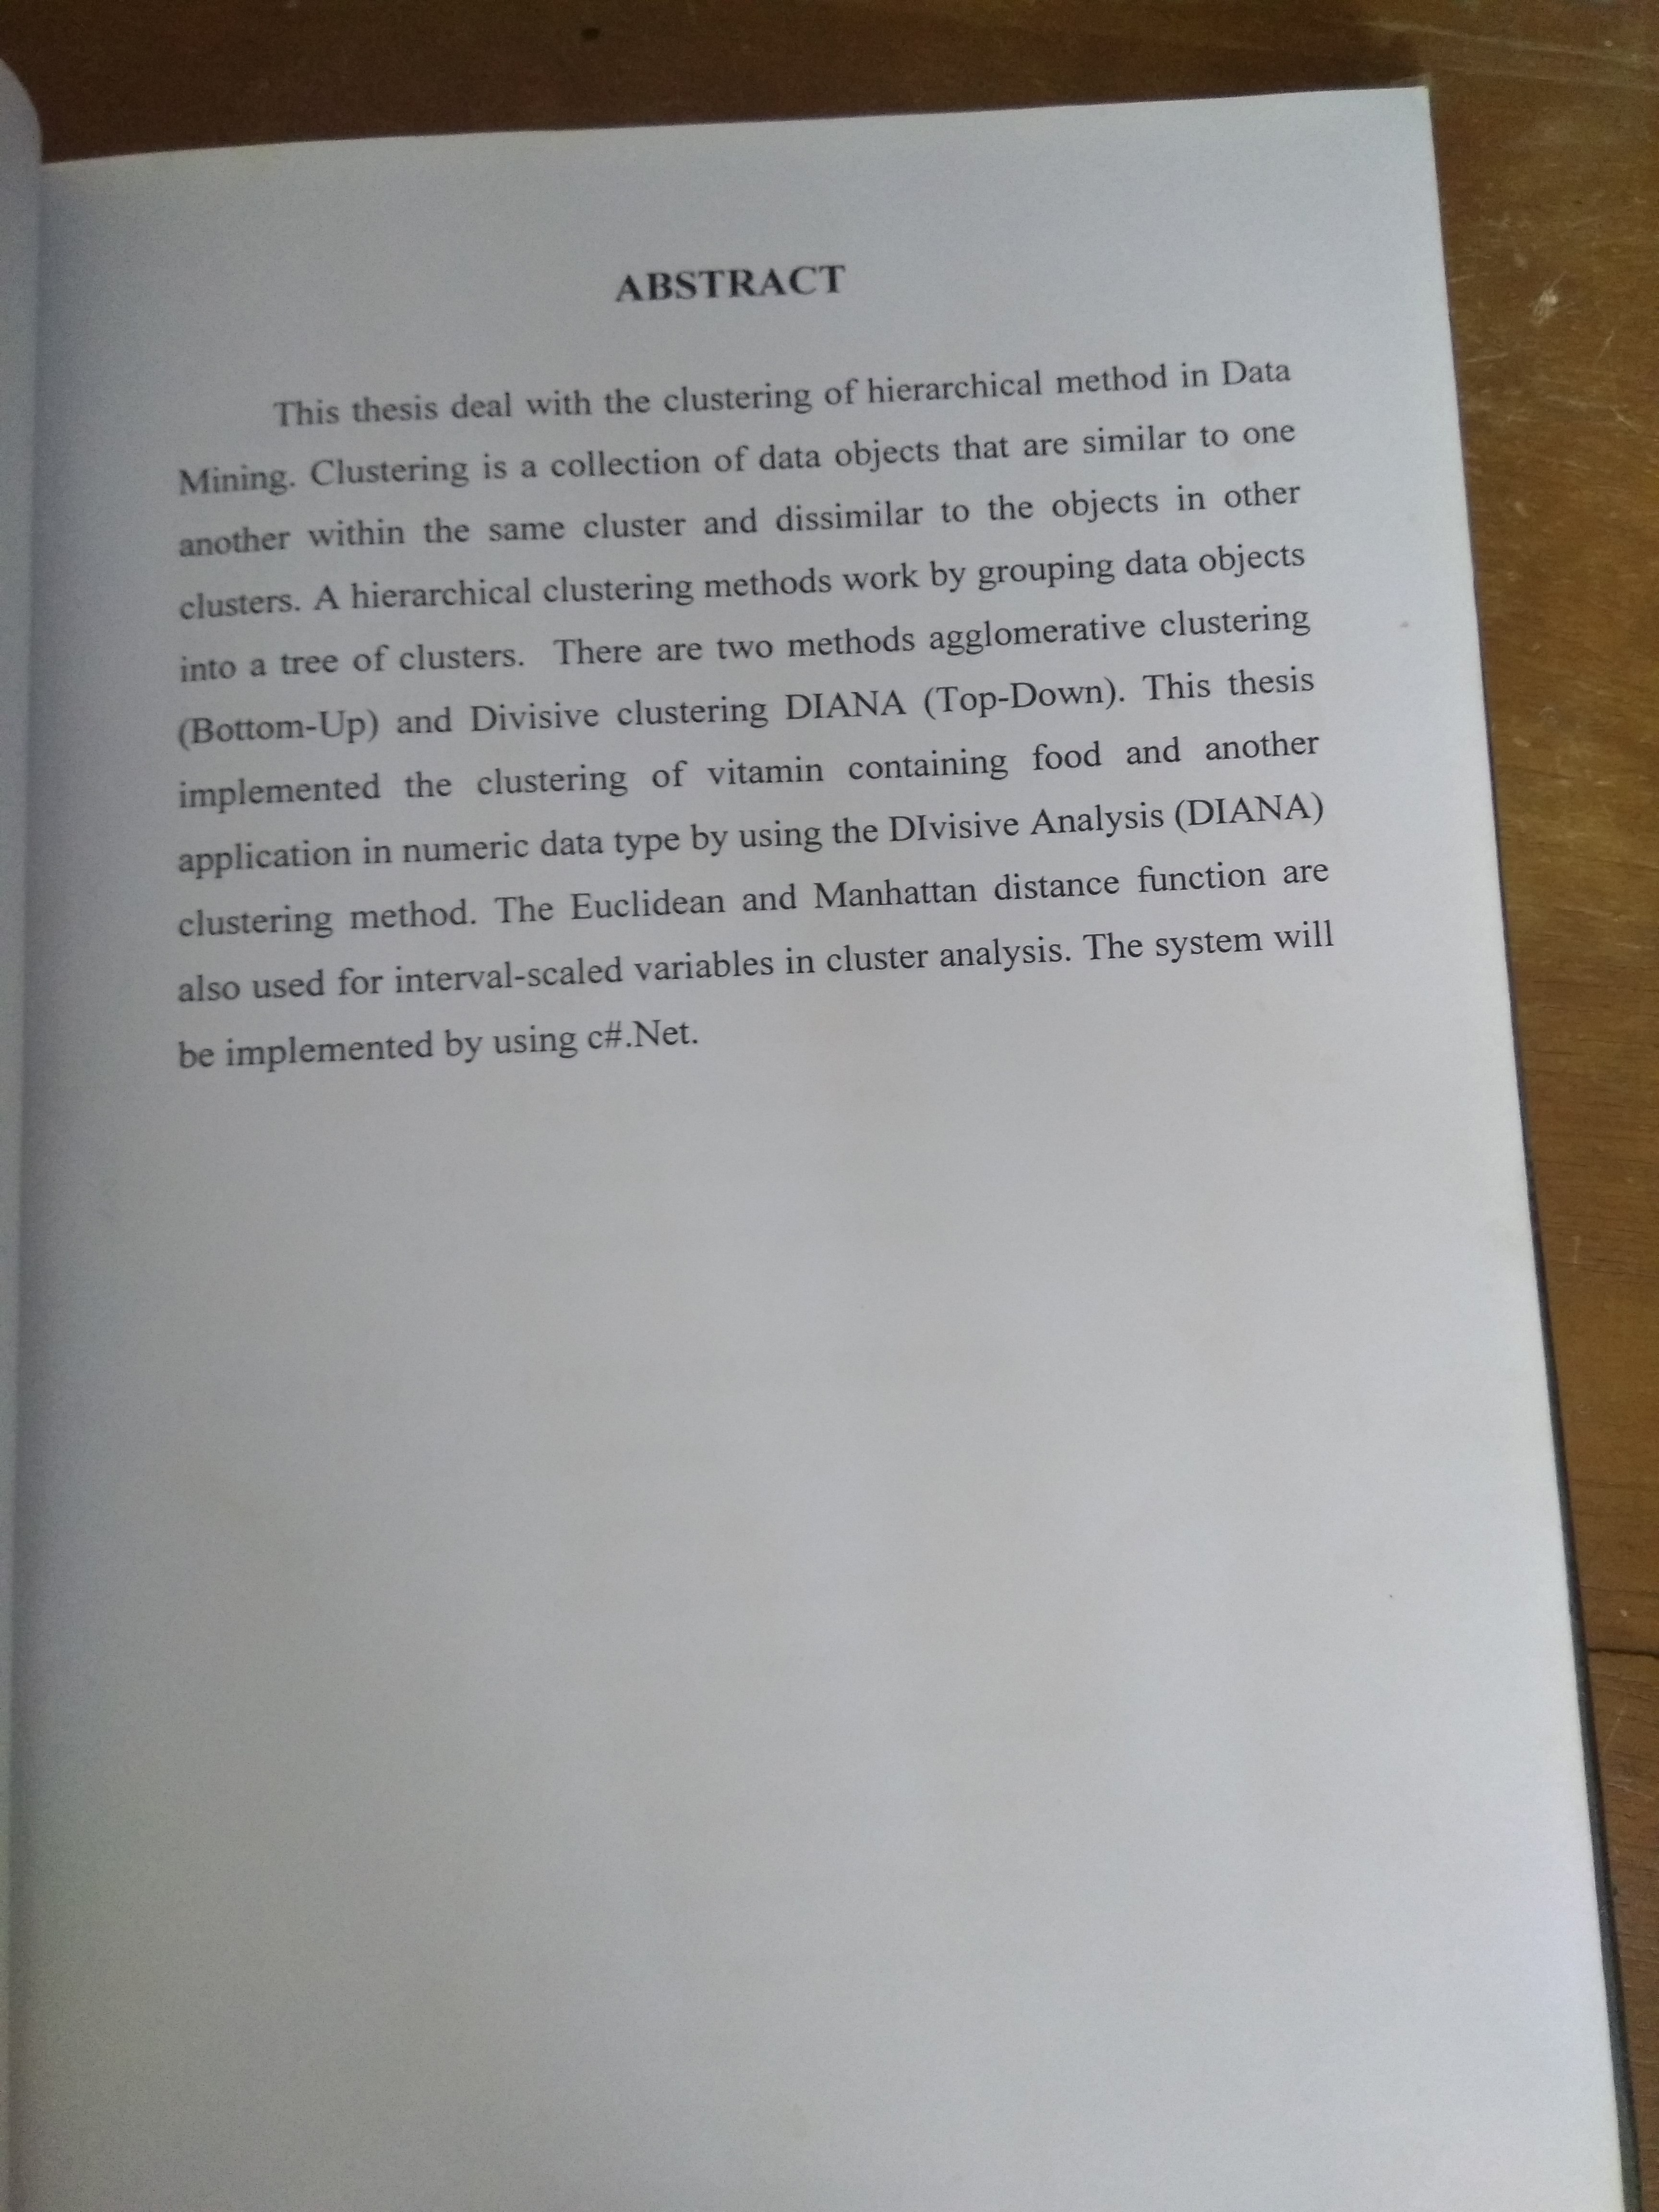 ABSTRACT
This thesis deal with the clustering of hierarchical method in Data
Mining. Clustering is a collection of data objects that are similar to one
another within the same cluster and dissimilar to the objects in other
clusters. A hierarchical clustering methods work by grouping data objects
into a tree of clusters. There are two methods agglomerative clustering
(Bottom-Up) and Divisive clustering DIANA (Top-Down). This thesis
implemented the clustering of vitamin containing food and another
application in numeric data type by using the DIvisive Analysis (DIANA)
clustering method. The Euclidean and Manhattan distance function are
also used for interval-scaled variables in cluster analysis. The system will
be implemented by using c#.Net.